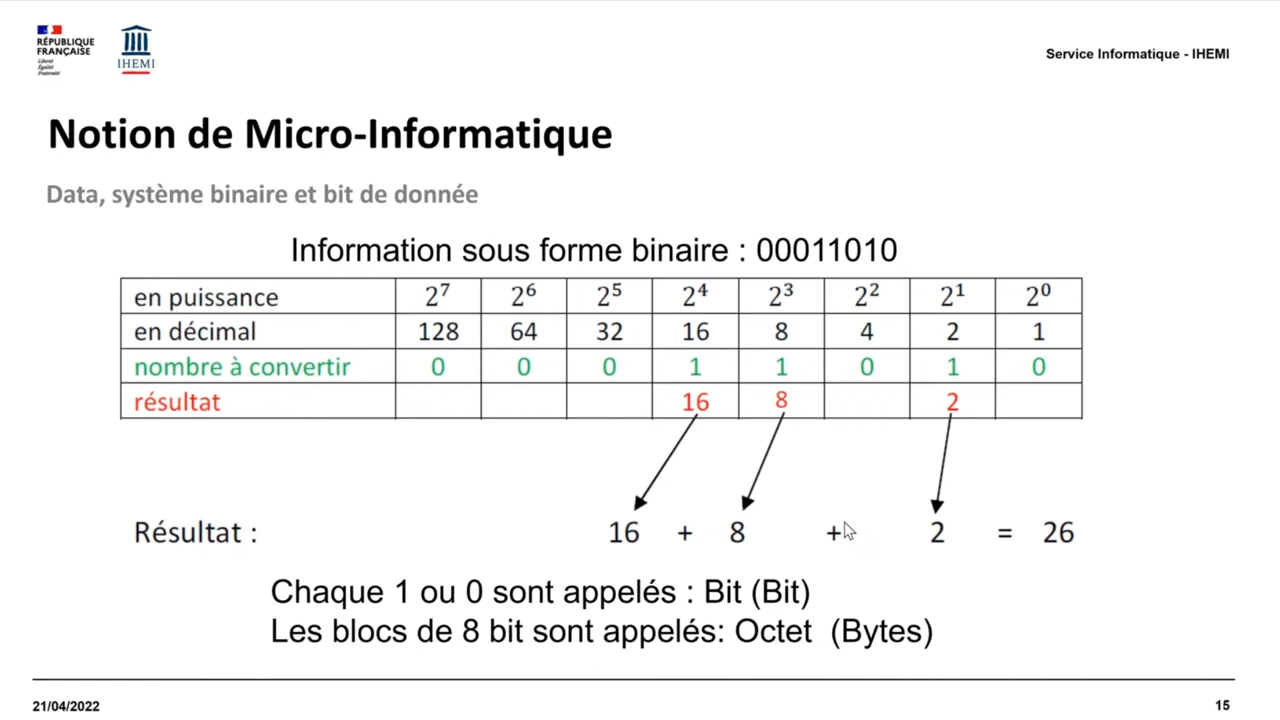 RÉPUBLIQUE
FRANÇAISE
Liberté
Égalité
Fraternité
IHEMI
Service Informatique - IHEMI
Notion de Micro-Informatique
Data, système binaire et bit de donnée
Information sous forme binaire : 00011010
en puissance 2⁷ 2⁶ 2⁵ 2⁴ 2³ 2² 2¹ 2⁰
en décimal 128 64 32 16 8 4 2 1
nombre à convertir 0 0 0 1 1 0 1 0
résultat 16 8 2
Résultat : 16 + 8 + 2 = 26
Chaque 1 ou 0 sont appelés : Bit (Bit)
Les blocs de 8 bit sont appelés: Octet (Bytes)
21/04/2022 15